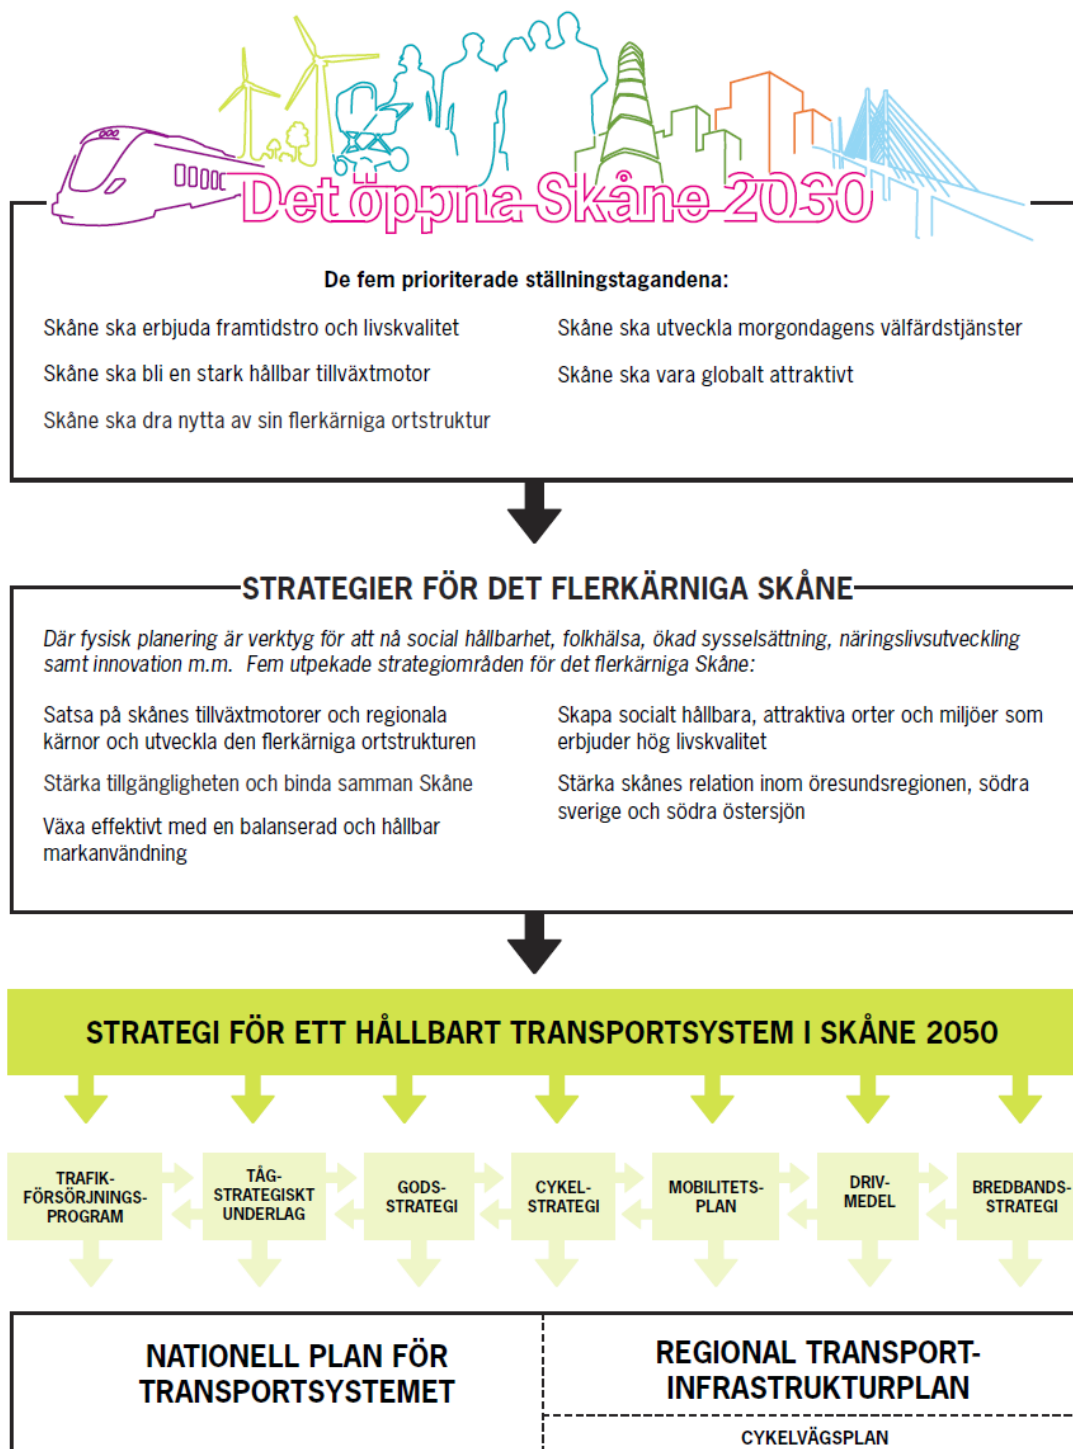 Det öppna Skåne 2030
De fem prioriterade ställningstagandena:
Skåne ska erbjuda framtidstro och livskvalitet
Skåne ska bli en stark hållbar tillväxtmotor
Skåne ska dra nytta av sin flerkärniga ortstruktur
Skåne ska utveckla morgondagens välfärdstjänster
Skåne ska vara globalt attraktivt
STRATEGIER FÖR DET FLERKÄRNIGA SKÅNE
Där fysisk planering är verktyg för att nå social hållbarhet, folkhälsa, ökad sysselsättning, näringslivsutveckling
samt innovation m.m. Fem utpekade strategiområden för det flerkärniga Skåne:
Satsa på skånes tillväxtmotorer och regionala
kärnor och utveckla den flerkärniga ortstrukturen
Stärka tillgängligheten och binda samman Skåne
Växa effektivt med en balanserad och hållbar
markanvändning
Skapa socialt hållbara, attraktiva orter och miljöer som
erbjuder hög livskvalitet
Stärka skånes relation inom öresundsregionen, södra
sverige och södra östersjön
STRATEGI FÖR ETT HÅLLBART TRANSPORTSYSTEM I SKÅNE 2050
TRAFIK-
FÖRSÖRJNINGS-
PROGRAM
TÅG-
STRATEGISKT
UNDERLAG
GODS-
STRATEGI
CYKEL-
STRATEGI
MOBILITETS-
PLAN
DRIV-
MEDEL
BREDBANDS-
STRATEGI
NATIONELL PLAN FÖR
TRANSPORTSYSTEMET
REGIONAL TRANSPORT-
INFRASTRUKTURPLAN
CYKELVÄGSPLAN